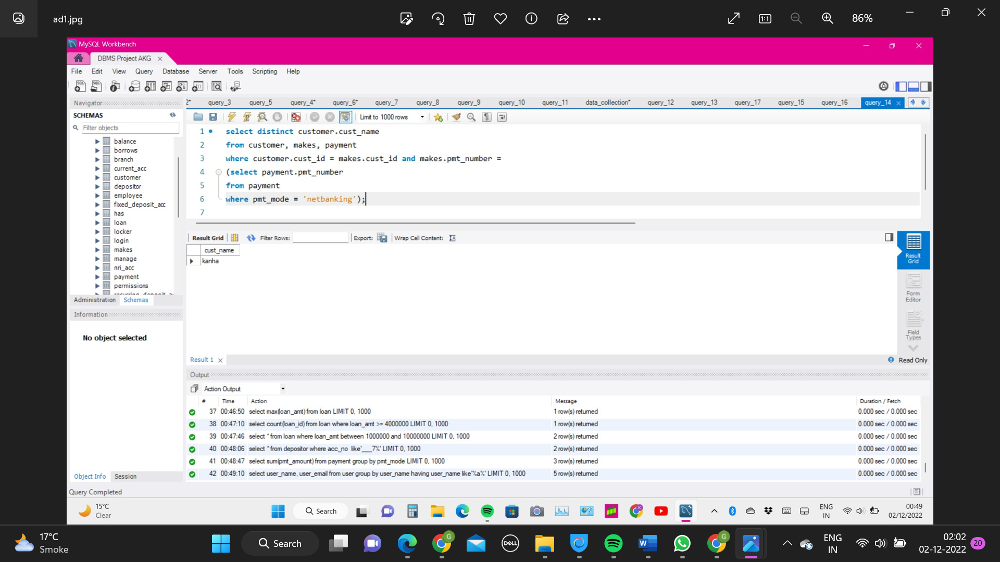 ad1.jpg
86%
MySQL Workbench
DBMS Project AKG
File Edit View Query Database Server Tools Scripting Help
Navigator
2* query_3 query_5 query_4* query_6* query_7 query_8 query_9 query_10 query_11 data_collection* query_12 query_13 query_17 query_15 query_16 query_14
SCHEMAS
Limit to 1000 rows
Filter objects
balance
borrows
branch
current_acc
customer
depositor
employee
fixed_deposit_acc
has
loan
locker
login
makes
manage
nri_acc
payment
permissions
Administration Schemas
Information
No object selected
Object Info Session
1 select distinct customer.cust_name
2 from customer, makes, payment
3 where customer.cust_id = makes.cust_id and makes.pmt_number =
4 (select payment.pmt_number
5 from payment
6 where pmt_mode = 'netbanking');
7
Result Grid Filter Rows: Export: Wrap Cell Content:
cust_name
kanha
Result Grid
Form Editor
Field Types
Result 1
Read Only
Output
Action Output
# Time Action Message Duration / Fetch
37 00:46:50 select max(loan_amt) from loan LIMIT 0, 1000 1 row(s) returned 0.000 sec / 0.000 sec
38 00:47:10 select count(loan_id) from loan where loan_amt >= 4000000 LIMIT 0, 1000 1 row(s) returned 0.000 sec / 0.000 sec
39 00:47:46 select * from loan where loan_amt between 1000000 and 10000000 LIMIT 0, 1000 2 row(s) returned 0.000 sec / 0.000 sec
40 00:48:06 select * from depositor where acc_no like'___7%' LIMIT 0, 1000 2 row(s) returned 0.000 sec / 0.000 sec
41 00:48:47 select sum(pmt_amount) from payment group by pmt_mode LIMIT 0, 1000 3 row(s) returned 0.000 sec / 0.000 sec
42 00:49:10 select user_name, user_email from user group by user_name having user_name like'%a%' LIMIT 0, 1000 5 row(s) returned 0.000 sec / 0.000 sec
Query Completed
15°C
Clear
Search
ENG
IN
00:49
02/12/2022
17°C
Smoke
Search
DELL
ENG
IN
02:02
02-12-2022
20